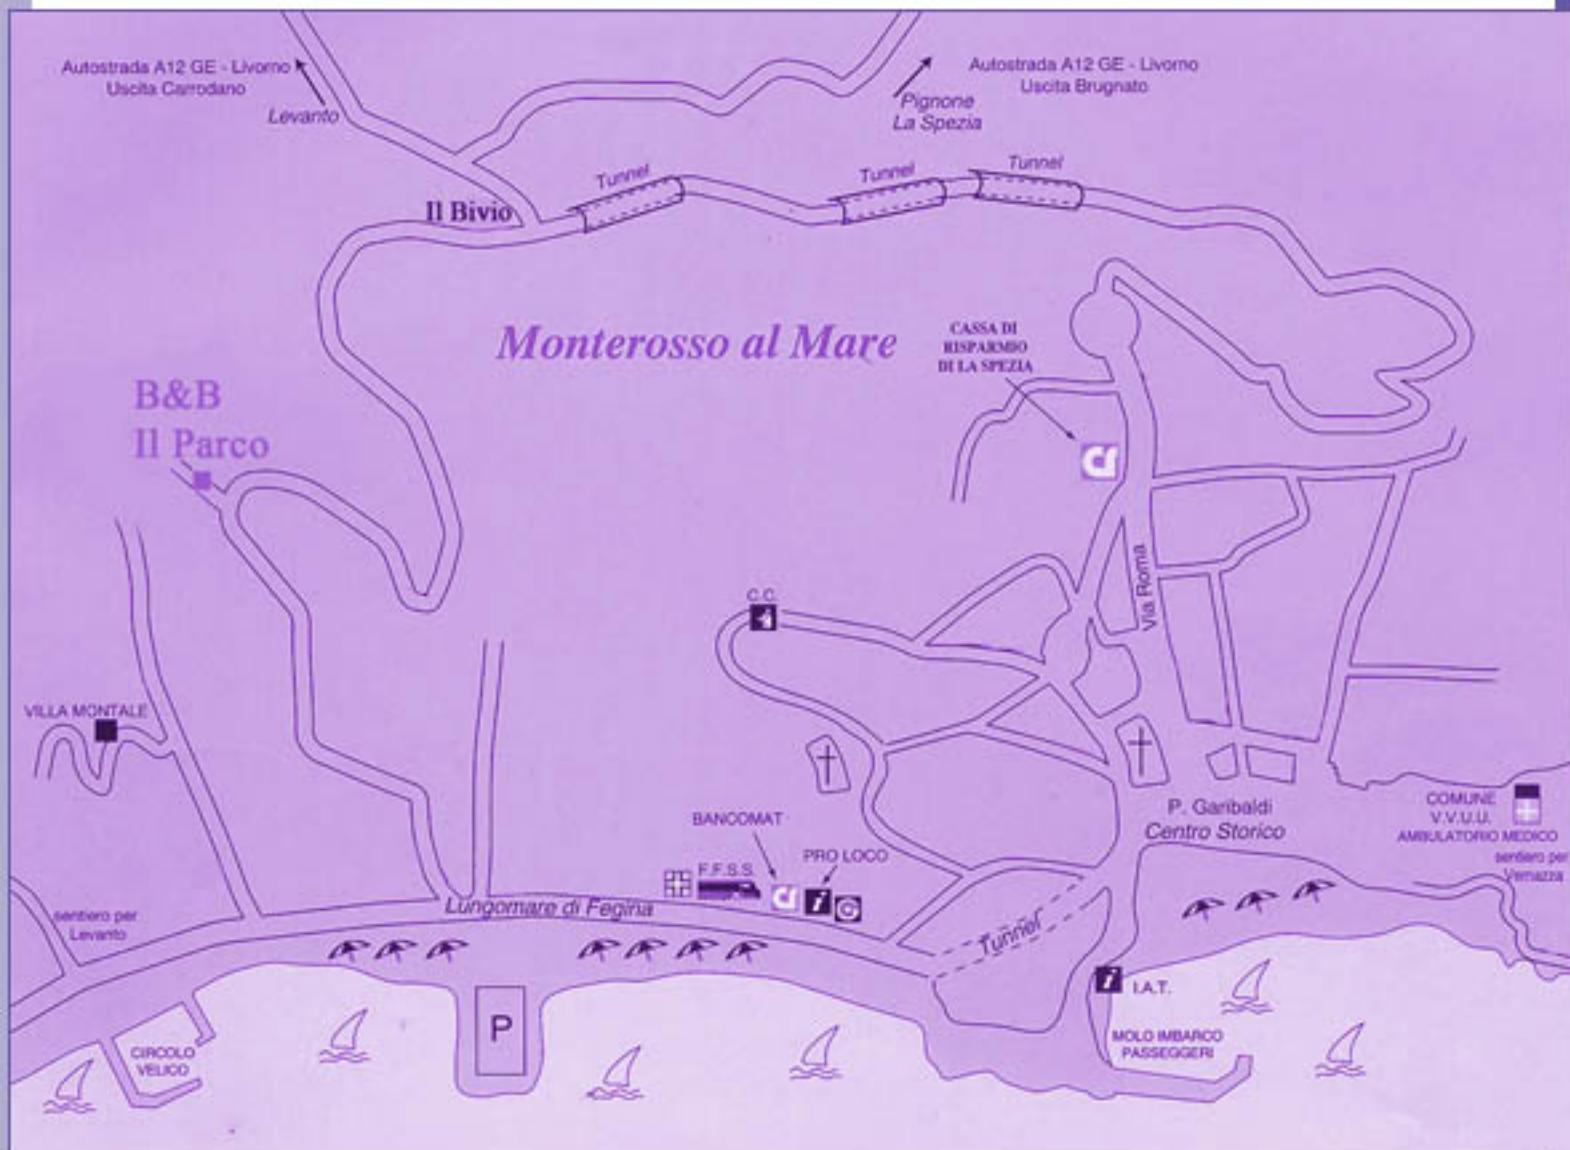 Autostrada A12 GE - Livorno
Uscita Carrodano
Levanto
Autostrada A12 GE - Livorno
Uscita Brugnato
Pignone
La Spezia
Tunnel
Tunnel
Tunnel
Il Bivio
Monterosso al Mare
CASSA DI
RISPARMIO
DI LA SPEZIA
B&B
Il Parco
Via Roma
C.C.
VILLA MONTALE
BANCOMAT
PRO LOCO
F.F.S.S.
i
P. Garibaldi
Centro Storico
COMUNE
V.V.U.U.
AMBULATORIO MEDICO
sentiero per
Vernazza
Lungomare di Fegina
sentiero per
Levanto
Tunnel
i
I.A.T.
P
CIRCOLO
VELICO
MOLO IMBARCO
PASSEGGERI